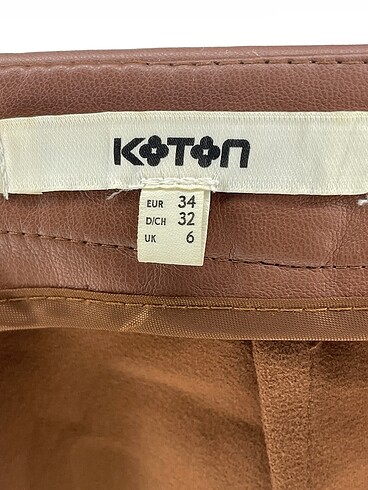 KOTON
EUR 34
D/CH 32
UK 6